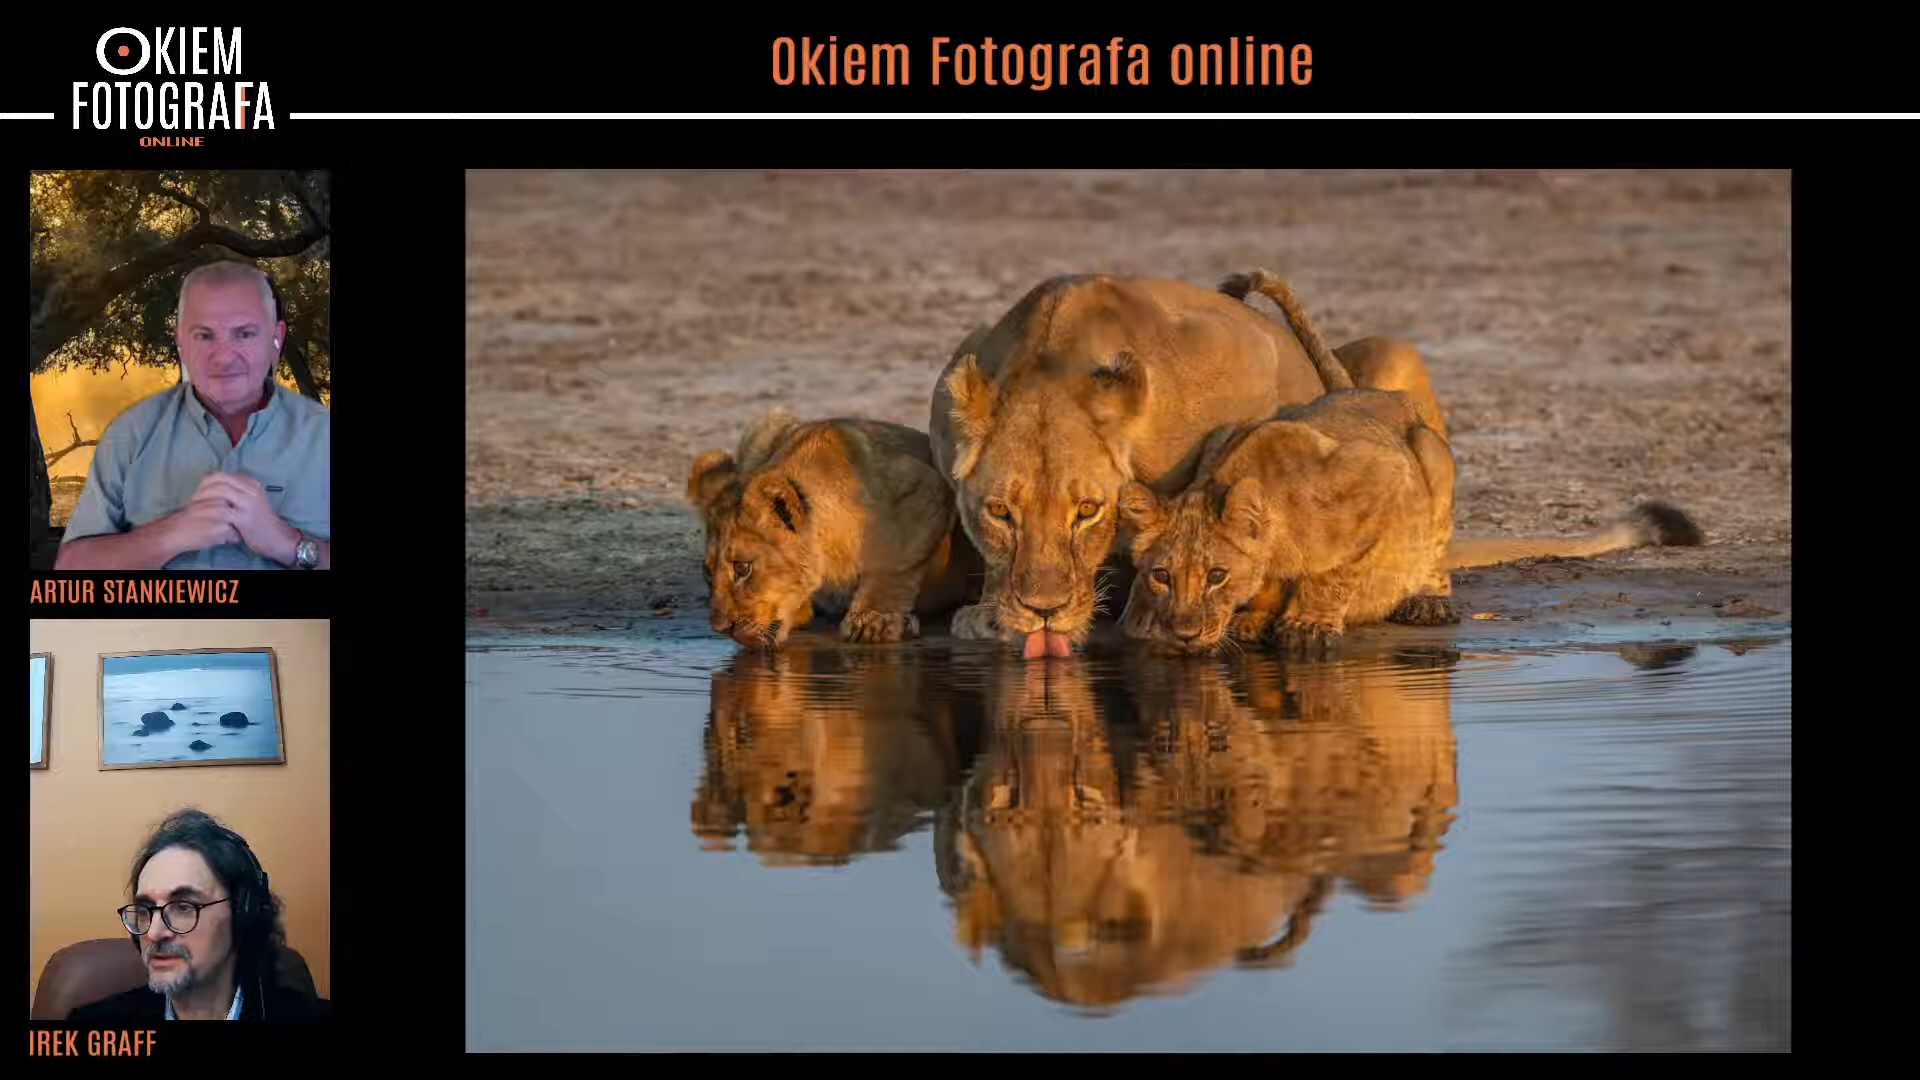 OKIEM
FOTOGRAFA
ONLINE
Okiem Fotografa online
ARTUR STANKIEWICZ
IREK GRAFF